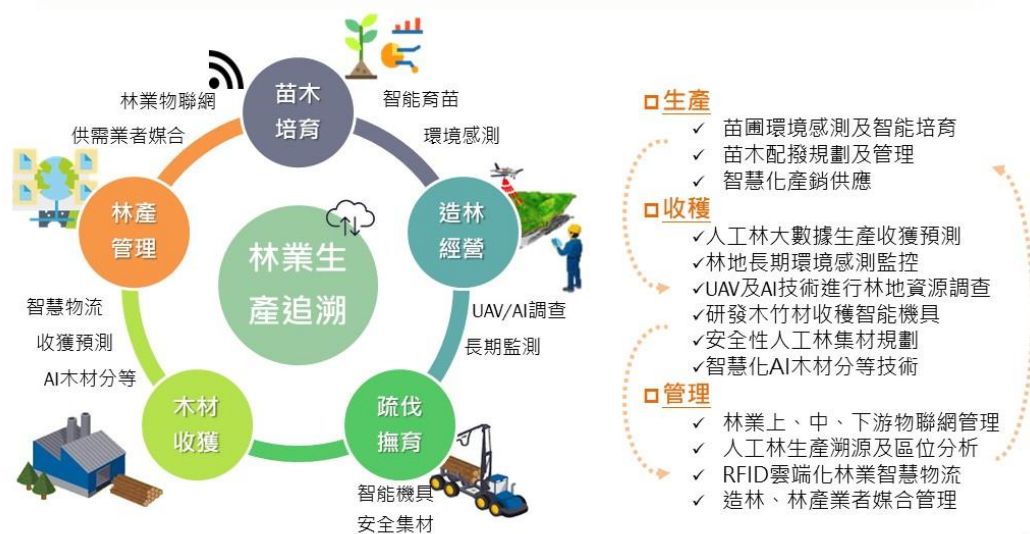 苗木
培育
智能育苗
環境感測
林業物聯網
供需業者媒合
林產
管理
造林
經營
林業生
產追溯
UAV/AI調查
長期監測
智慧物流
收獲預測
AI木材分等
木材
收獲
疏伐
撫育
智能機具
安全集材
生產
✓ 苗圃環境感測及智能培育
✓ 苗木配撥規劃及管理
✓ 智慧化產銷供應
收穫
✓人工林大數據生產收獲預測
✓林地長期環境感測監控
✓UAV及AI技術進行林地資源調查
✓研發木竹材收穫智能機具
✓安全性人工林集材規劃
✓智慧化AI木材分等技術
管理
✓ 林業上、中、下游物聯網管理
✓ 人工林生產溯源及區位分析
✓ RFID雲端化林業智慧物流
✓ 造林、林產業者媒合管理